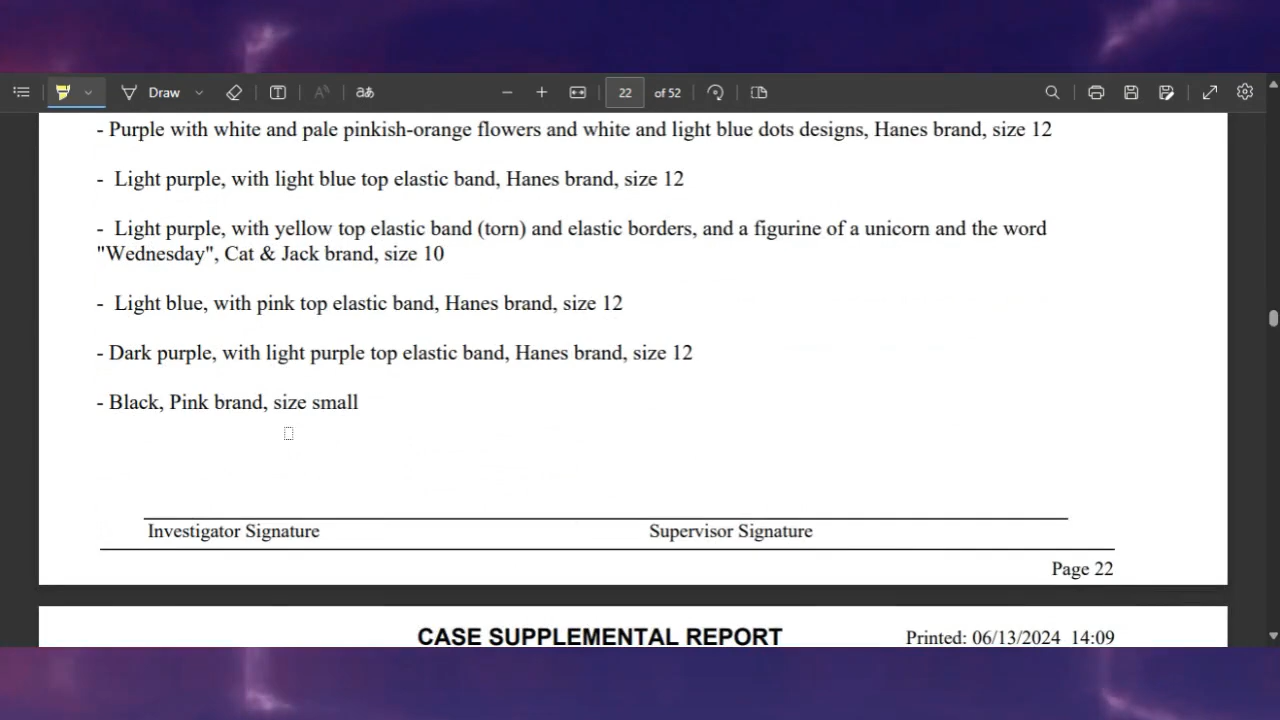 Draw
22 of 52
- Purple with white and pale pinkish-orange flowers and white and light blue dots designs, Hanes brand, size 12
- Light purple, with light blue top elastic band, Hanes brand, size 12
- Light purple, with yellow top elastic band (torn) and elastic borders, and a figurine of a unicorn and the word
"Wednesday", Cat & Jack brand, size 10
- Light blue, with pink top elastic band, Hanes brand, size 12
- Dark purple, with light purple top elastic band, Hanes brand, size 12
- Black, Pink brand, size small
Investigator Signature Supervisor Signature
Page 22
CASE SUPPLEMENTAL REPORT Printed: 06/13/2024 14:09